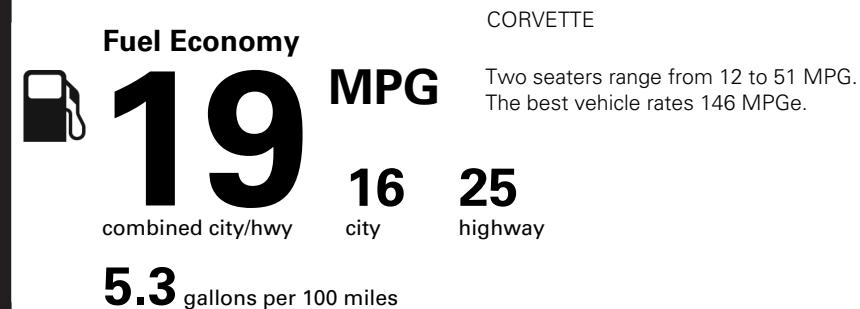 CORVETTE
Fuel Economy
19 MPG
Two seaters range from 12 to 51 MPG.
The best vehicle rates 146 MPGe.
16 25
combined city/hwy city highway
5.3 gallons per 100 miles